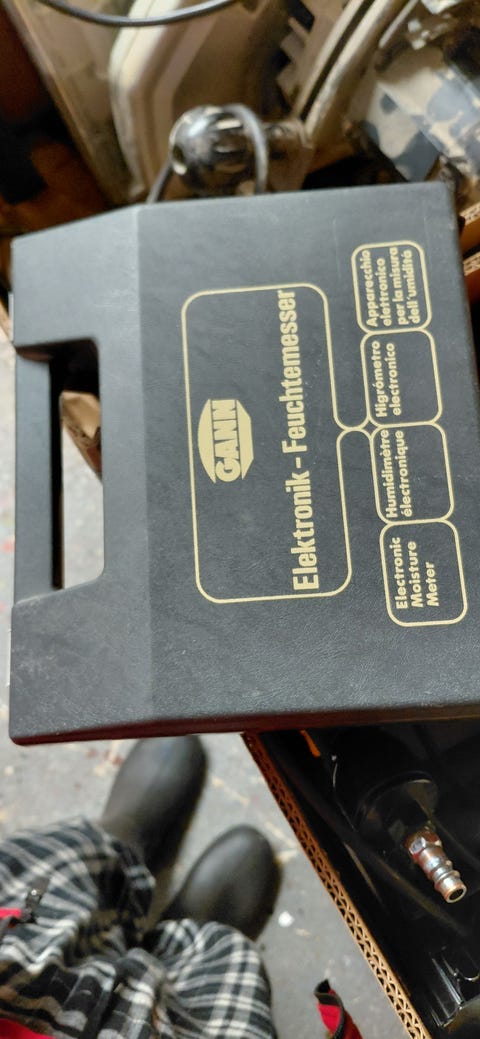 GANN
Elektronik - Feuchtemesser
Electronic
Moisture
Meter
Humidimètre
électronique
Higrómetro
electronico
Apparecchio
elettronico
per la misura
dell'umidità